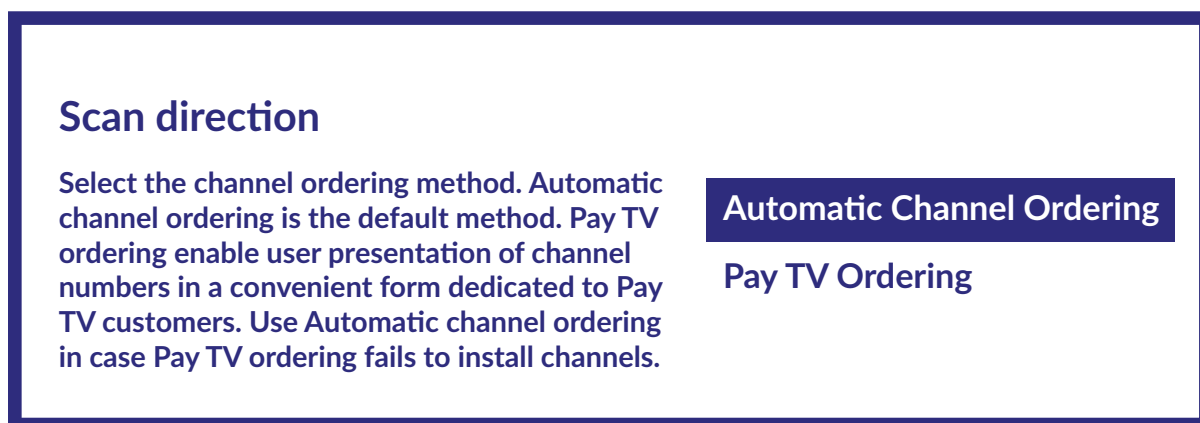 Scan direction
Select the channel ordering method. Automatic
channel ordering is the default method. Pay TV
ordering enable user presentation of channel
numbers in a convenient form dedicated to Pay
TV customers. Use Automatic channel ordering
in case Pay TV ordering fails to install channels.
Automatic Channel Ordering
Pay TV Ordering